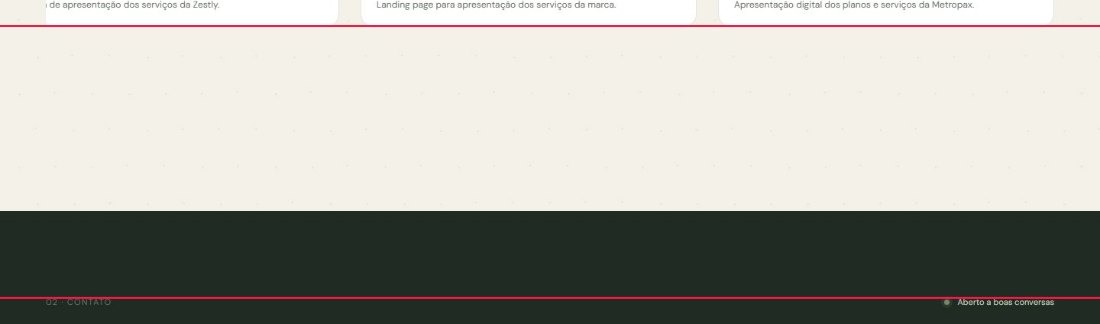 de apresentação dos serviços da Zestly.
Landing page para apresentação dos serviços da marca.
Apresentação digital dos planos e serviços da Metropax.
02 · CONTATO
Aberto a boas conversas